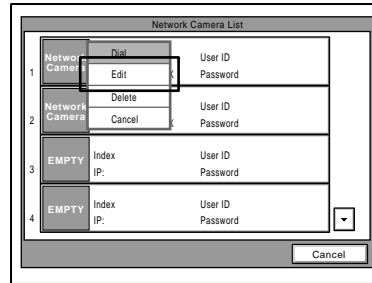 Network Camera List
1
Network
Camera
Dial
Edit
Delete
Cancel
X
User ID
Password
2
Network
Camera
X
User ID
Password
3
EMPTY
Index
IP:
User ID
Password
4
EMPTY
Index
IP:
User ID
Password
Cancel